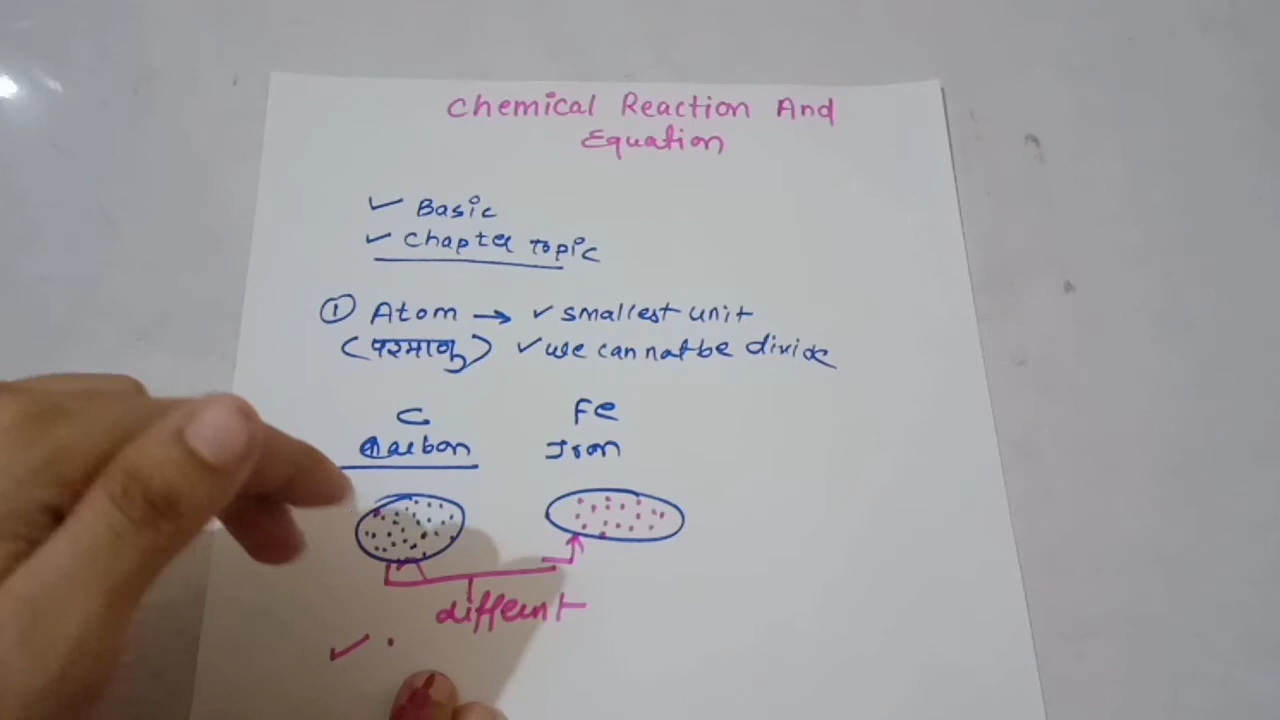 Chemical Reaction And
Equation
✓ Basic
✓ Chapter topic
① Atom → ✓ smallest unit
(परमाणु) ✓ we can not be divide
C Fe
Carbon Iron
diffent
✓ .